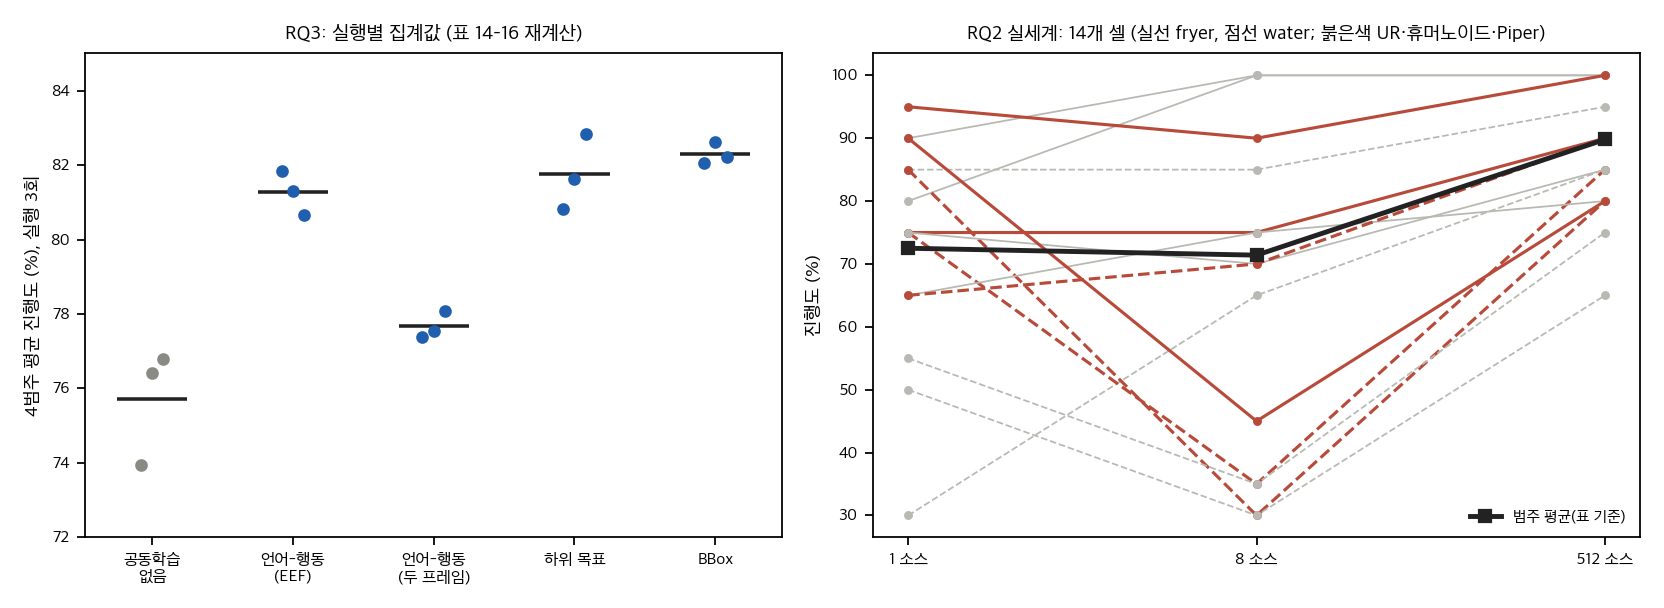 RQ3: 실행별 집계값 (표 14-16 재계산)
4범주 평균 진행도 (%), 실행 3회
84
82
80
78
76
74
72
공동학습
없음
언어-행동
(EEF)
언어-행동
(두 프레임)
하위 목표
BBox
RQ2 실세계: 14개 셀 (실선 fryer, 점선 water; 붉은색 UR·휴머노이드·Piper)
진행도 (%)
100
90
80
70
60
50
40
30
1 소스
8 소스
512 소스
범주 평균(표 기준)